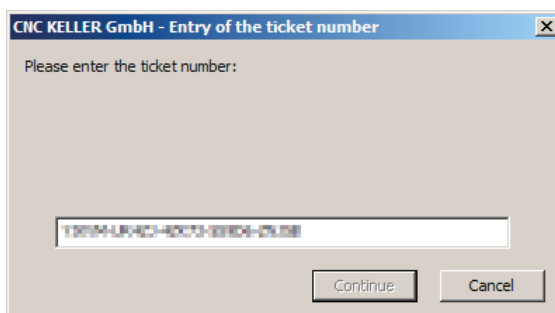 CNC KELLER GmbH - Entry of the ticket number
Please enter the ticket number:
Continue
Cancel